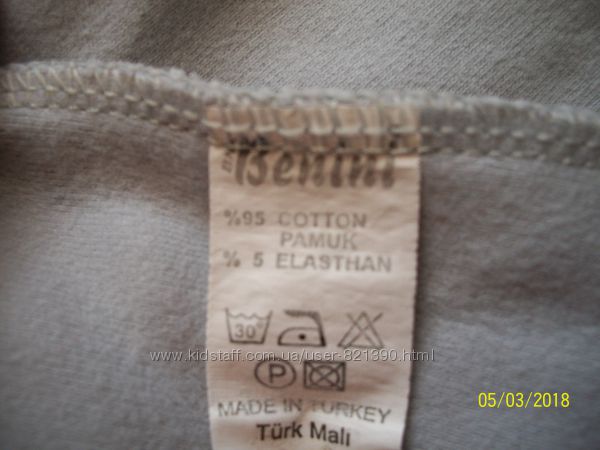 Benini
%95 COTTON
PAMUK
% 5 ELASTHAN
30°
www.kidstaff.com.ua/user-821390.html
P
MADE IN TURKEY
Türk Malı
05/03/2018